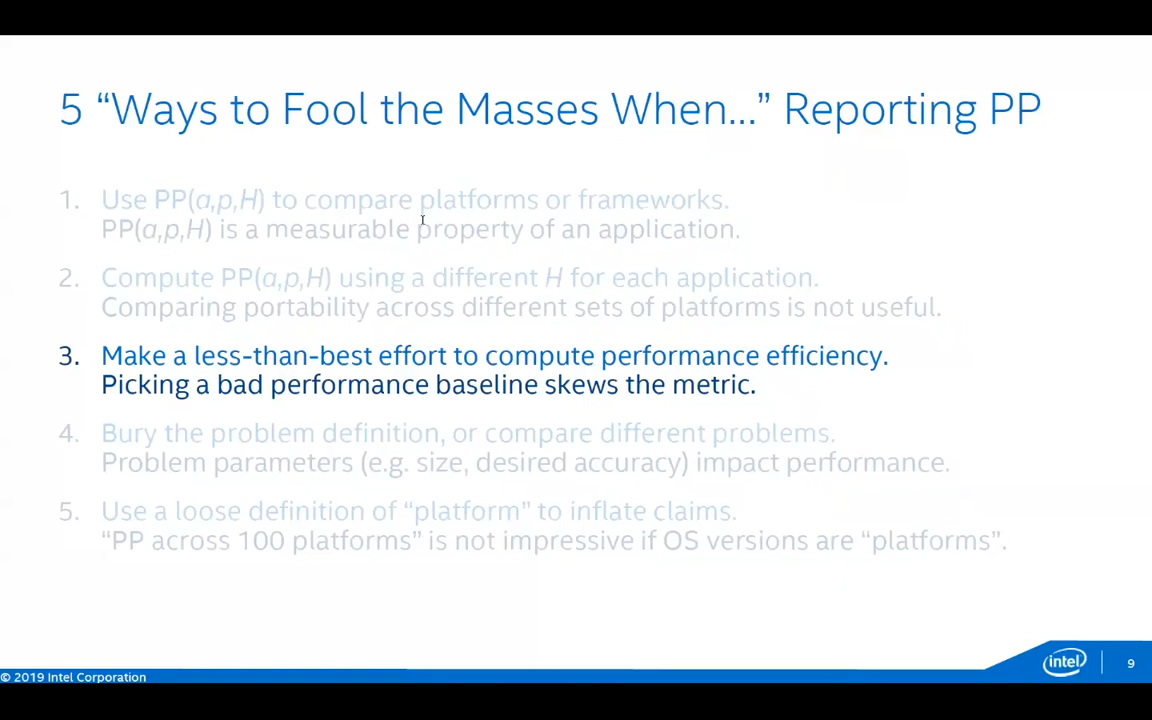 5 “Ways to Fool the Masses When...” Reporting PP
1. Use PP(a,p,H) to compare platforms or frameworks.
PP(a,p,H) is a measurable property of an application.
2. Compute PP(a,p,H) using a different H for each application.
Comparing portability across different sets of platforms is not useful.
3. Make a less-than-best effort to compute performance efficiency.
Picking a bad performance baseline skews the metric.
4. Bury the problem definition, or compare different problems.
Problem parameters (e.g. size, desired accuracy) impact performance.
5. Use a loose definition of “platform” to inflate claims.
“PP across 100 platforms” is not impressive if OS versions are “platforms”.
© 2019 Intel Corporation
intel
9